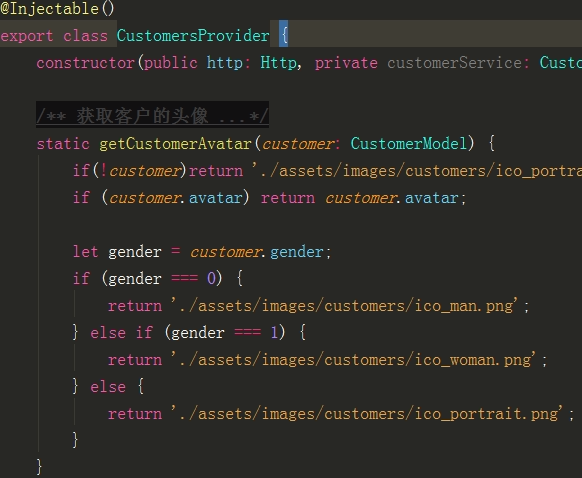 @Injectable()
export class CustomersProvider {
constructor(public http: Http, private customerService: Custo
/** 获取客户的头像 ...*/
static getCustomerAvatar(customer: CustomerModel) {
if(!customer)return './assets/images/customers/ico_portra
if (customer.avatar) return customer.avatar;
let gender = customer.gender;
if (gender === 0) {
return './assets/images/customers/ico_man.png';
} else if (gender === 1) {
return './assets/images/customers/ico_woman.png';
} else {
return './assets/images/customers/ico_portrait.png';
}
}